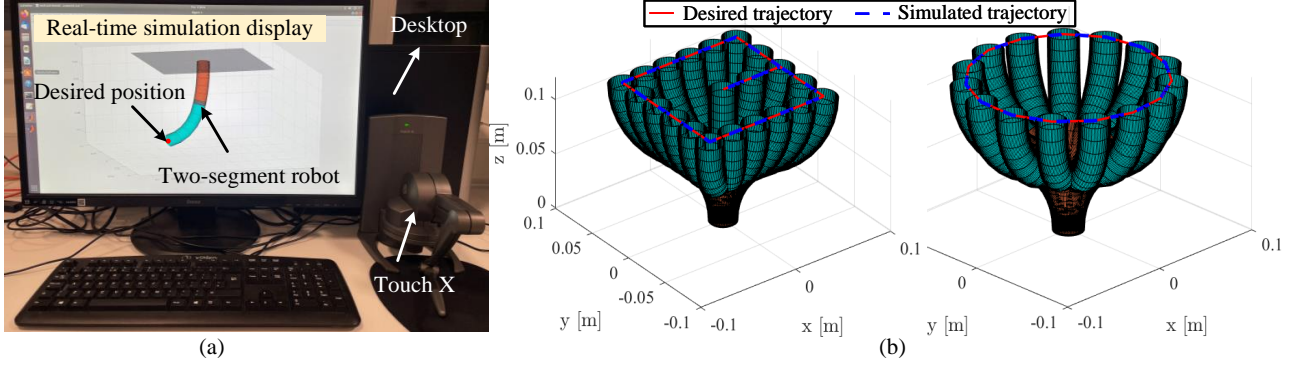 Real-time simulation display
Desktop
Desired position
Two-segment robot
Touch X
(a)
Desired trajectory
Simulated trajectory
z [m]
0.1
0.05
0
0.1
0.05
0
-0.05
-0.1
y [m]
-0.1
0
0.1
x [m]
0
-0.1
y [m]
-0.1
0
0.1
x [m]
(b)